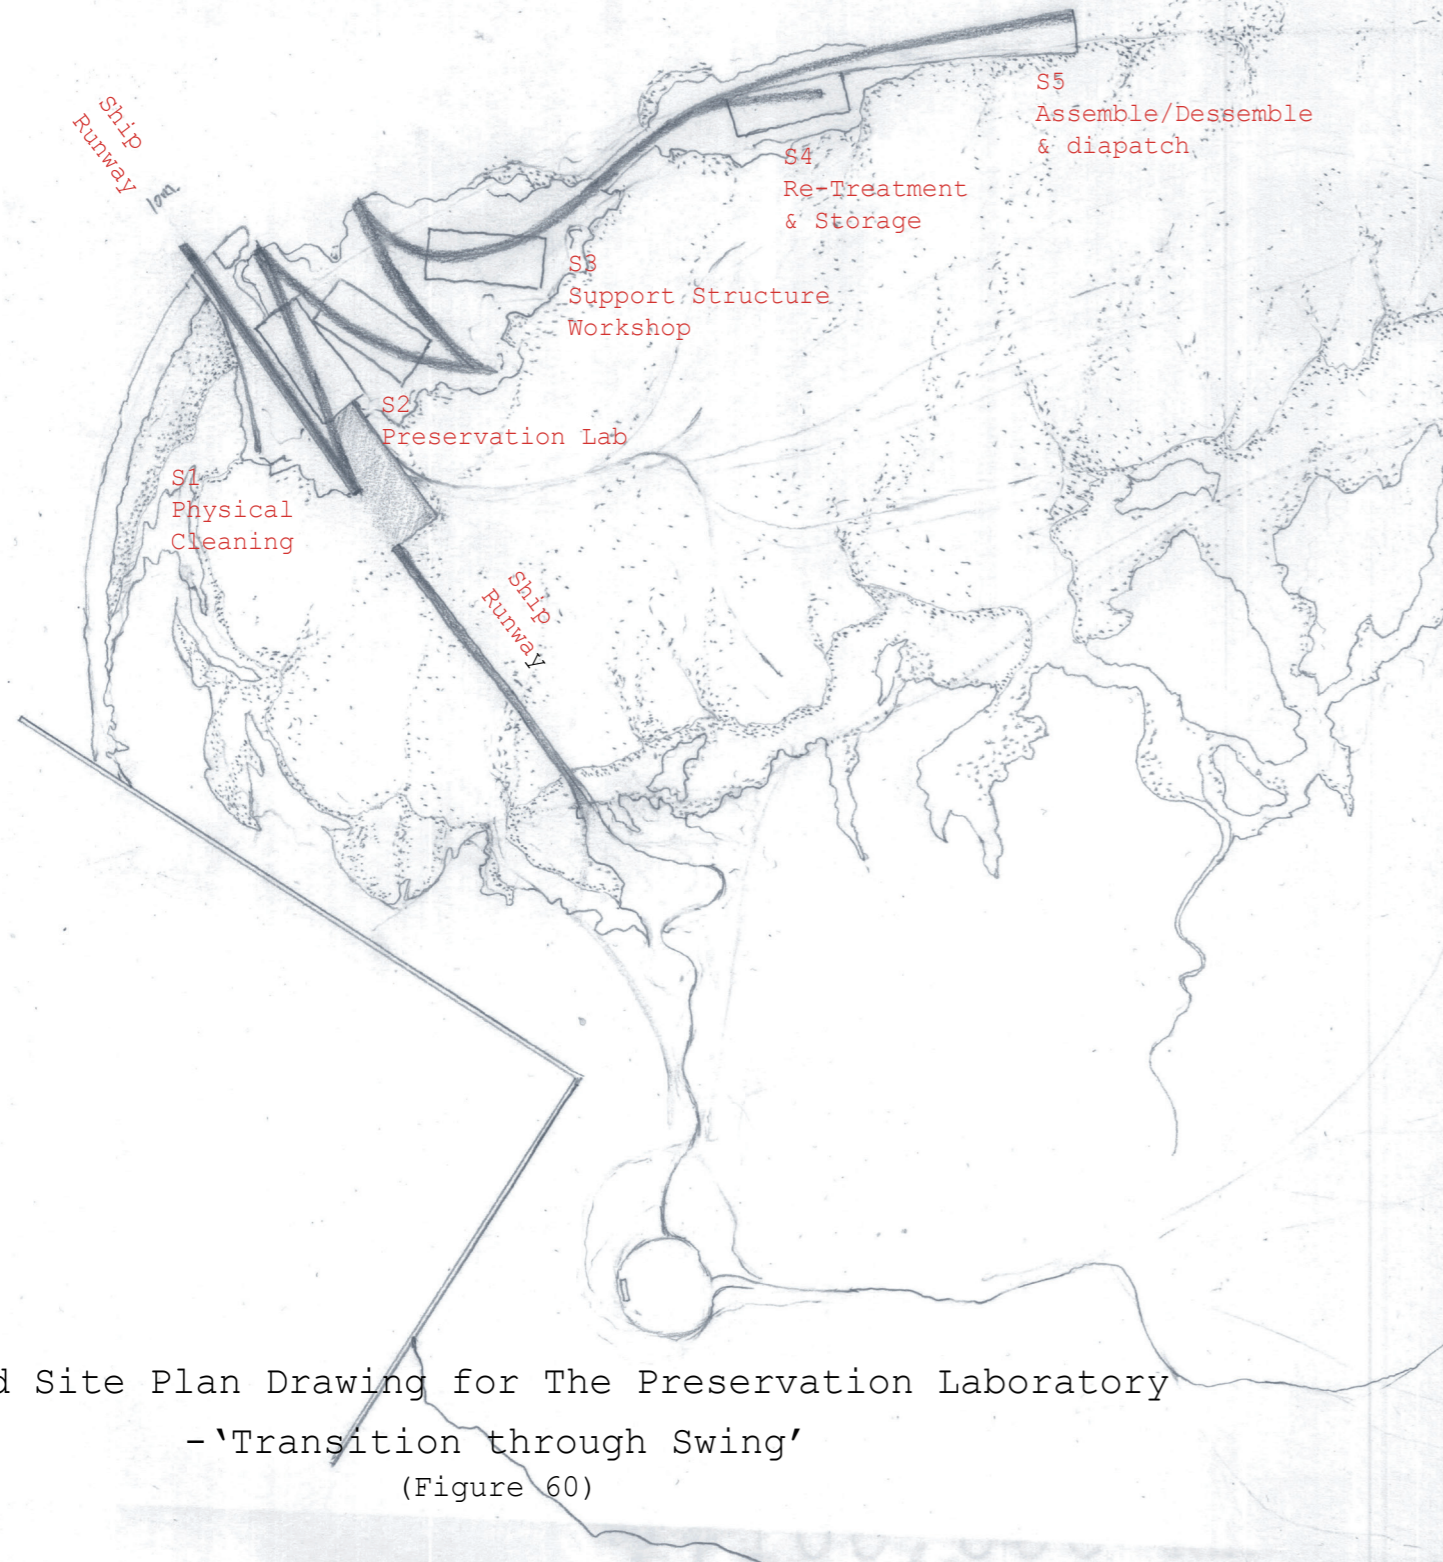 S5
Assemble/Dessemble
& diapatch
Ship
Runway
S4
Re-Treatment
& Storage
10m
S3
Support Structure
Workshop
S2
Preservation Lab
S1
Physical
Cleaning
Ship
Runway
Site Plan Drawing for The Preservation Laboratory
-‘Transition through Swing’
(Figure 60)